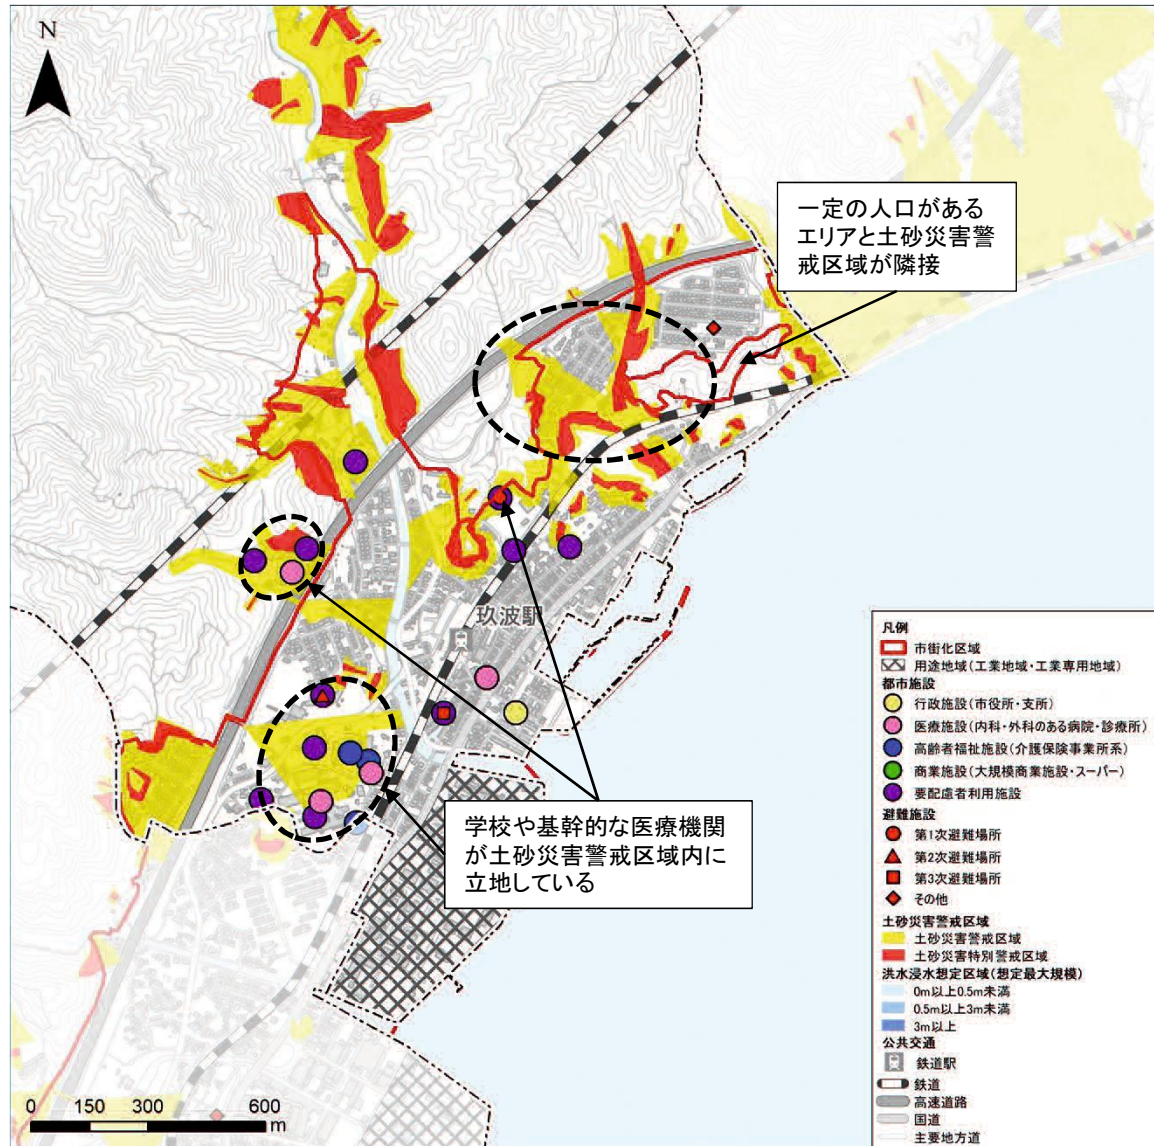 N
一定の人口がある
エリアと土砂災害警
戒区域が隣接
玖波駅
学校や基幹的な医療機関
が土砂災害警戒区域内に
立地している
凡例
市街化区域
用途地域(工業地域・工業専用地域)
都市施設
行政施設(市役所・支所)
医療施設(内科・外科のある病院・診療所)
高齢者福祉施設(介護保険事業所系)
商業施設(大規模商業施設・スーパー)
要配慮者利用施設
避難施設
第1次避難場所
第2次避難場所
第3次避難場所
その他
土砂災害警戒区域
土砂災害警戒区域
土砂災害特別警戒区域
洪水浸水想定区域(想定最大規模)
0m以上0.5m未満
0.5m以上3m未満
3m以上
公共交通
鉄道駅
鉄道
高速道路
国道
主要地方道
0 150 300 600
m